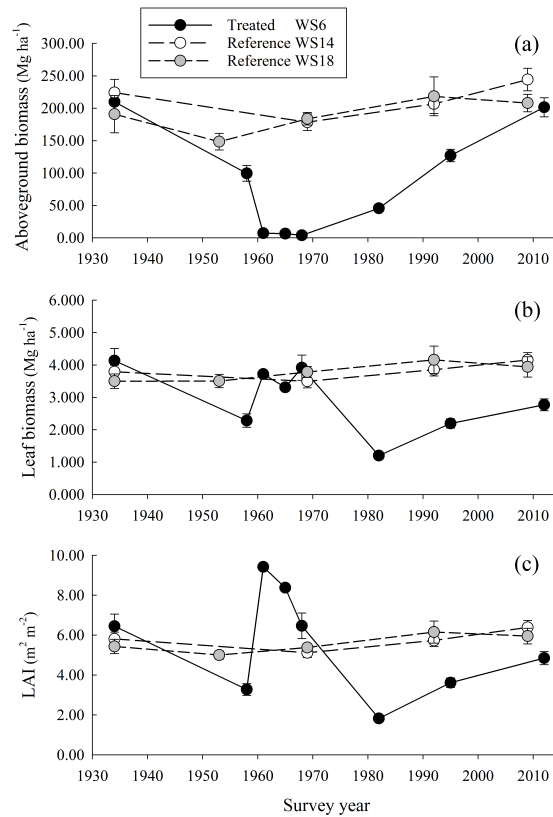 Treated WS6
Reference WS14
Reference WS18
(a)
Aboveground biomass (Mg ha-1)
300.00
250.00
200.00
150.00
100.00
50.00
0.00
1930 1940 1950 1960 1970 1980 1990 2000 2010
(b)
Leaf biomass (Mg ha-1)
6.000
5.000
4.000
3.000
2.000
1.000
0.000
1930 1940 1950 1960 1970 1980 1990 2000 2010
(c)
LAI (m2 m-2)
10.00
8.00
6.00
4.00
2.00
0.00
1930 1940 1950 1960 1970 1980 1990 2000 2010
Survey year